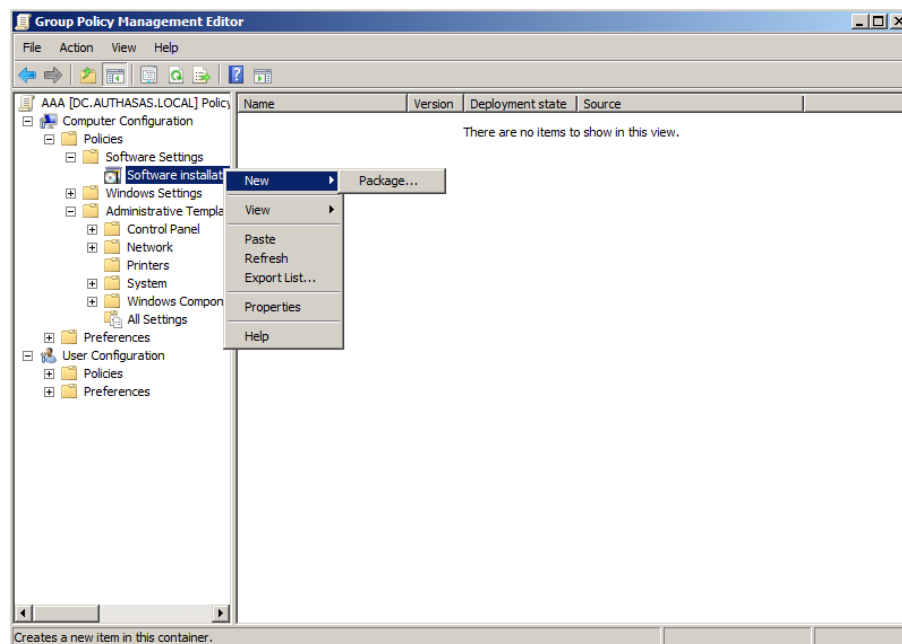 Group Policy Management Editor
File Action View Help
AAA [DC.AUTHASAS.LOCAL] Policy
Computer Configuration
Policies
Software Settings
Software installat
Windows Settings
Administrative Templa
Control Panel
Network
Printers
System
Windows Compon
All Settings
Preferences
User Configuration
Policies
Preferences
Name Version Deployment state Source
There are no items to show in this view.
New
Package...
View
Paste
Refresh
Export List...
Properties
Help
Creates a new item in this container.